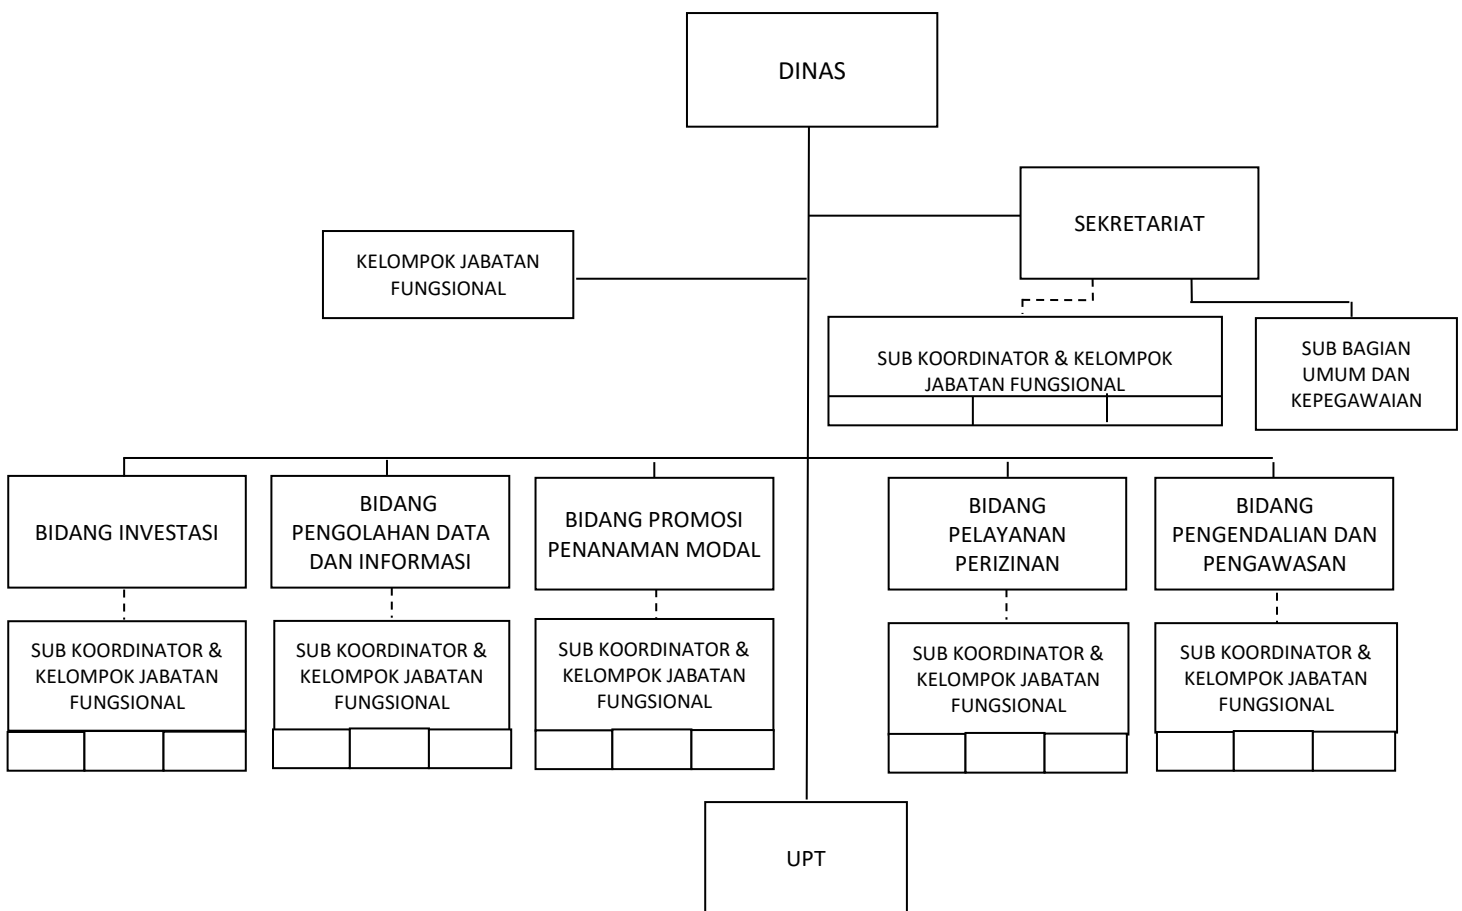 DINAS
SEKRETARIAT
KELOMPOK JABATAN
FUNGSIONAL
SUB KOORDINATOR & KELOMPOK
JABATAN FUNGSIONAL
SUB BAGIAN
UMUM DAN
KEPEGAWAIAN
BIDANG INVESTASI
BIDANG
PENGOLAHAN DATA
DAN INFORMASI
BIDANG PROMOSI
PENANAMAN MODAL
BIDANG
PELAYANAN
PERIZINAN
BIDANG
PENGENDALIAN DAN
PENGAWASAN
SUB KOORDINATOR &
KELOMPOK JABATAN
FUNGSIONAL
SUB KOORDINATOR &
KELOMPOK JABATAN
FUNGSIONAL
SUB KOORDINATOR &
KELOMPOK JABATAN
FUNGSIONAL
SUB KOORDINATOR &
KELOMPOK JABATAN
FUNGSIONAL
SUB KOORDINATOR &
KELOMPOK JABATAN
FUNGSIONAL
UPT